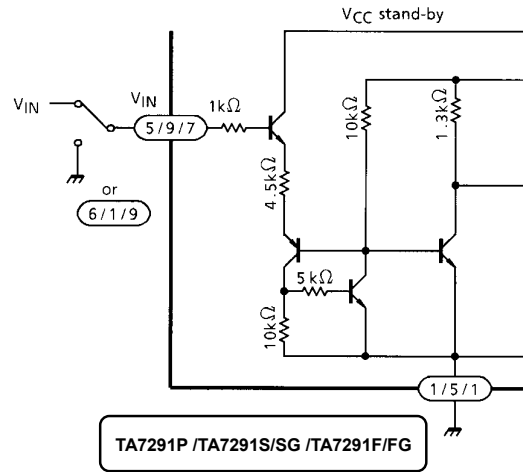 VCC stand-by
VIN
VIN
5/9/7
1kΩ
10kΩ
1.3kΩ
4.5kΩ
or
6/1/9
5kΩ
10kΩ
1/5/1
TA7291P /TA7291S/SG /TA7291F/FG